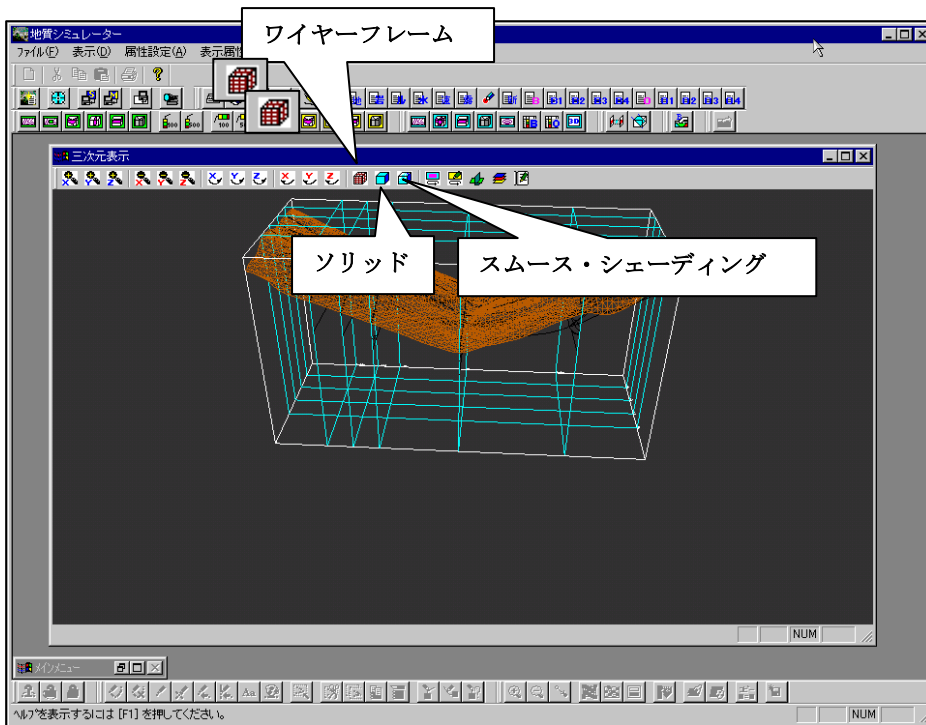 地質シミュレーター
ワイヤーフレーム
ファイル(F) 表示(D) 属性設定(A) 表示属
三次元表示
ソリッド
スムース・シェーディング
NUM
メインメニュー
ヘルプを表示するには [F1] を押してください。
NUM